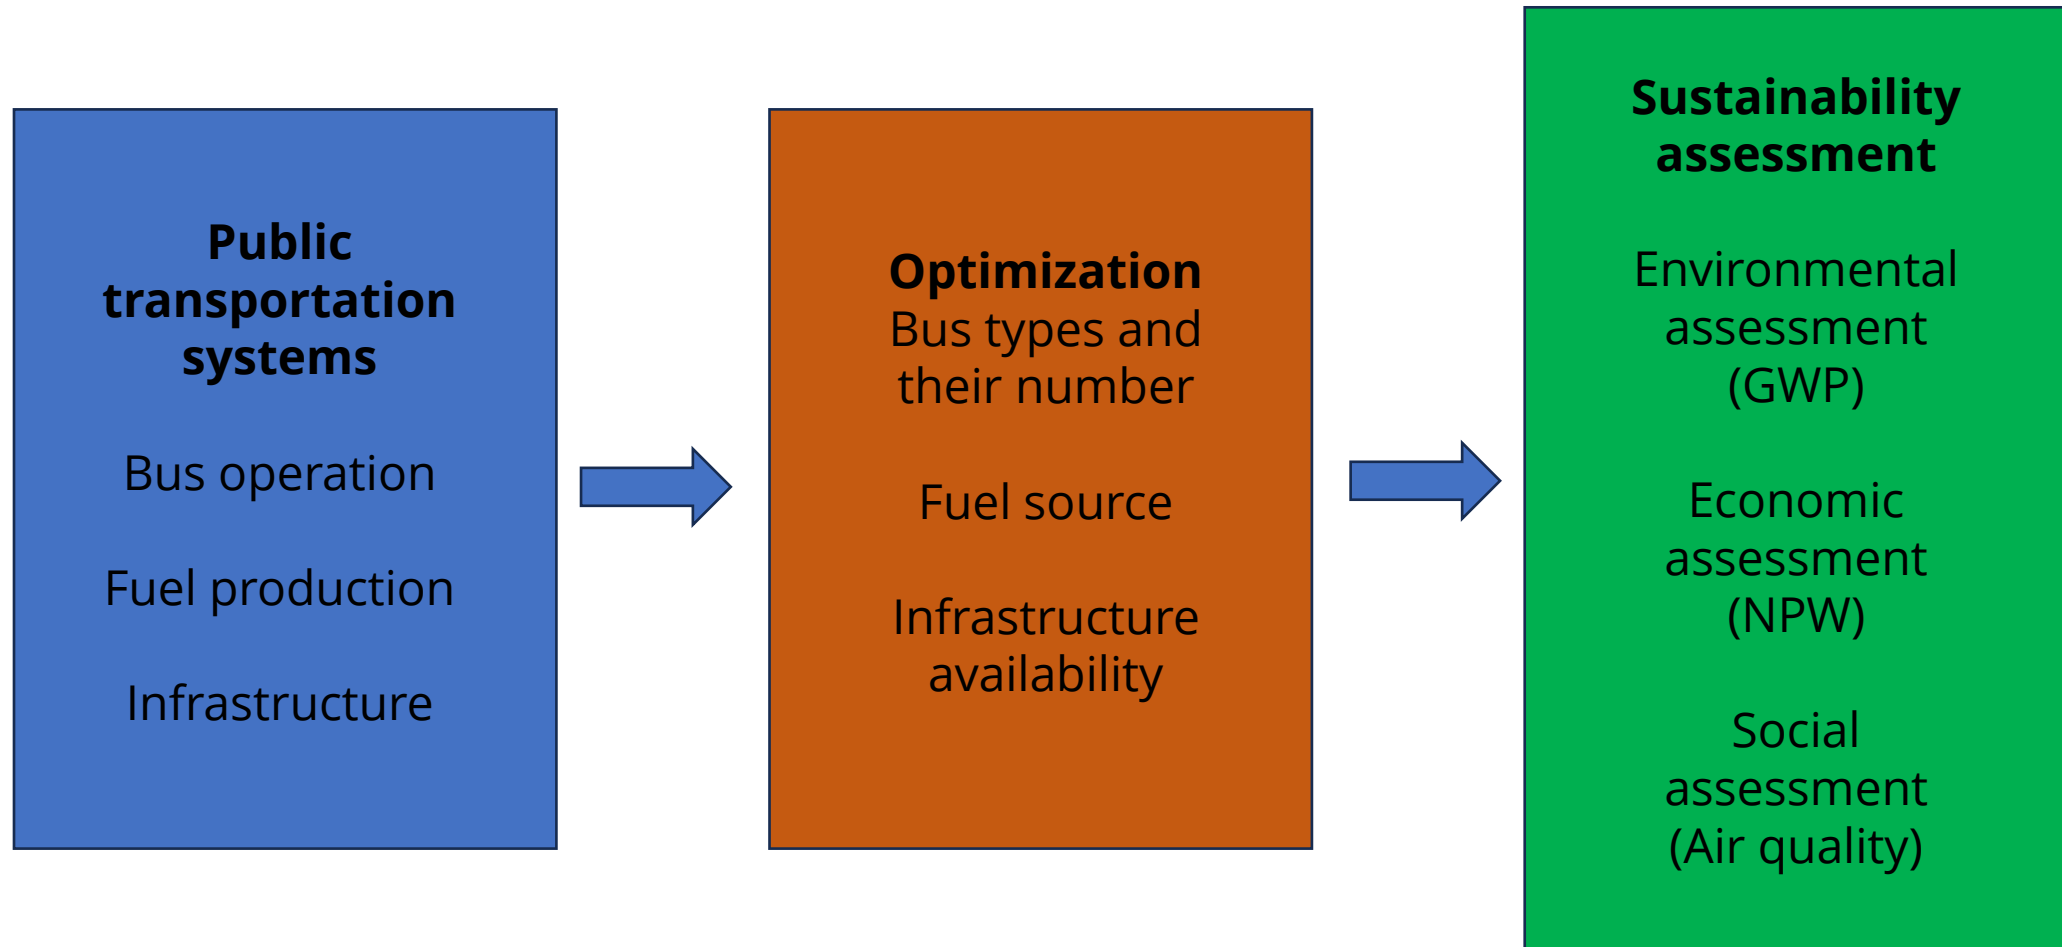 Public
transportation
systems
Bus operation
Fuel production
Infrastructure
Optimization
Bus types and
their number
Fuel source
Infrastructure
availability
Sustainability
assessment
Environmental
assessment
(GWP)
Economic
assessment
(NPW)
Social
assessment
(Air quality)